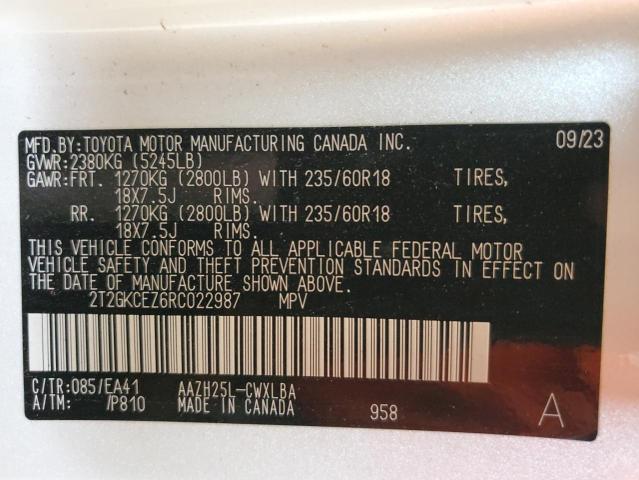 MFD.BY:TOYOTA MOTOR MANUFACTURING CANADA INC. 09/23
GVWR:2380KG (5245LB)
GAWR:FRT. 1270KG (2800LB) WITH 235/60R18 TIRES,
18X7.5J RIMS.
RR. 1270KG (2800LB) WITH 235/60R18 TIRES,
18X7.5J RIMS.
THIS VEHICLE CONFORMS TO ALL APPLICABLE FEDERAL MOTOR
VEHICLE SAFETY AND THEFT PREVENTION STANDARDS IN EFFECT ON
THE DATE OF MANUFACTURE SHOWN ABOVE.
2T2GKCEZ6RC022987 MPV
C/TR:085/EA41 AAZH25L-CWXLBA
A/TM: /P810 MADE IN CANADA 958 A